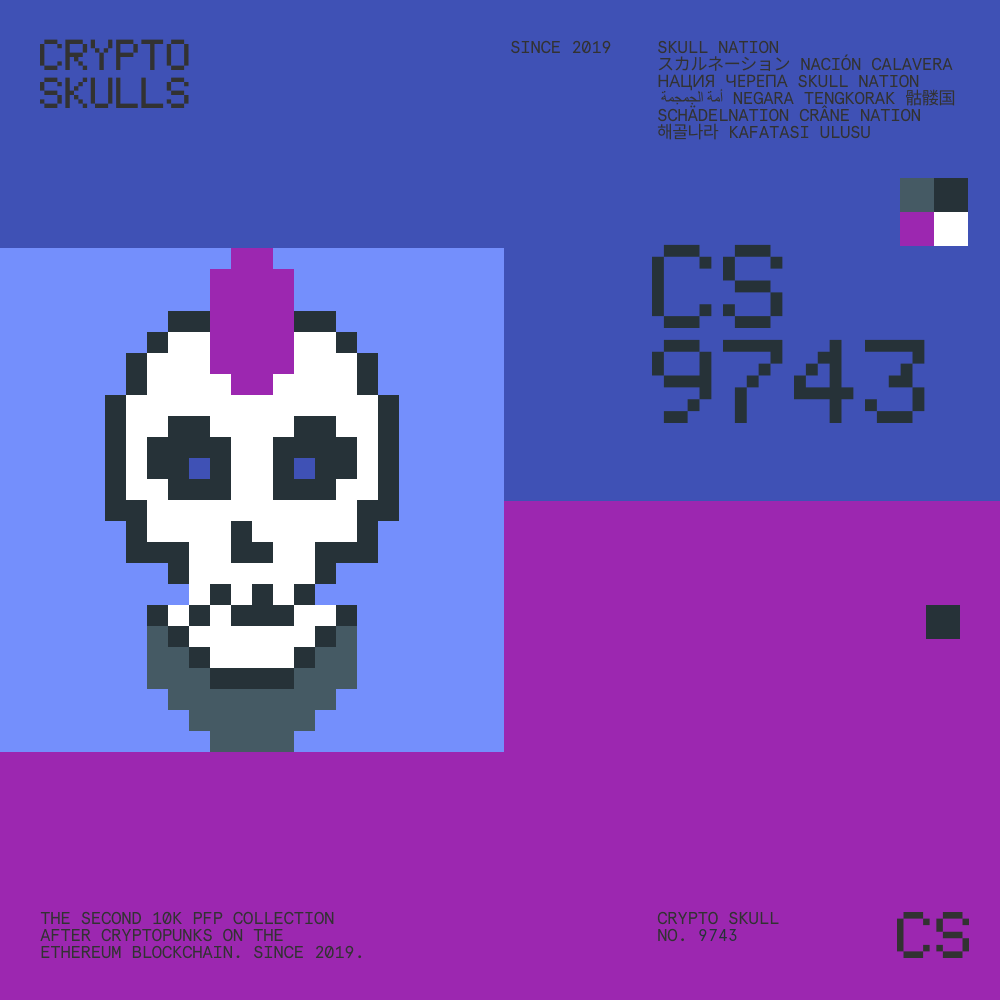 CRYPTO
SKULLS
SINCE 2019
SKULL NATION
スカルネーション NACIÓN CALAVERA
НАЦИЯ ЧЕРЕПА SKULL NATION
أمة الجمجمة NEGARA TENGKORAK 骷髅国
SCHÄDELNATION CRÂNE NATION
해골나라 KAFATASI ULUSU
CS
9743
THE SECOND 10K PFP COLLECTION
AFTER CRYPTOPUNKS ON THE
ETHEREUM BLOCKCHAIN. SINCE 2019.
CRYPTO SKULL
NO. 9743
CS